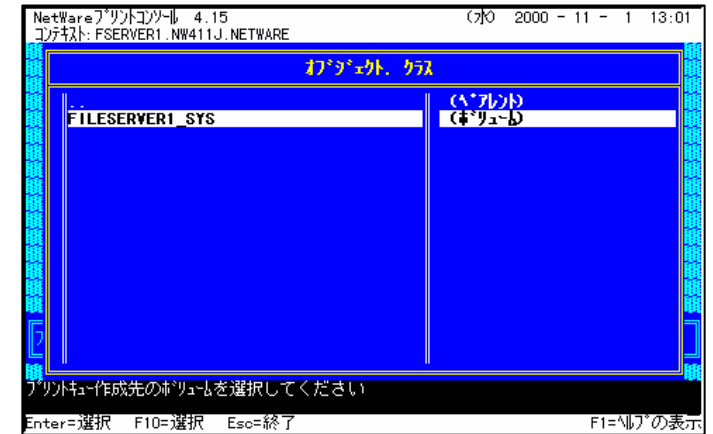 NetWareﾌﾟﾘﾝﾄｺﾝｿｰﾙ 4.15 (水) 2000 - 11 - 1 13:01
ｺﾝﾃｷｽﾄ: FSERVER1.NW411J.NETWARE
ｵﾌﾞｼﾞｪｸﾄ. ｸﾗｽ
.. (ﾍﾟｱﾚﾝﾄ)
FILESERVER1_SYS (ﾎﾞﾘｭｰﾑ)
ﾌﾟﾘﾝﾄｷｭｰ作成先のﾎﾞﾘｭｰﾑを選択してください
Enter=選択 F10=選択 Esc=終了 F1=ﾍﾙﾌﾟの表示